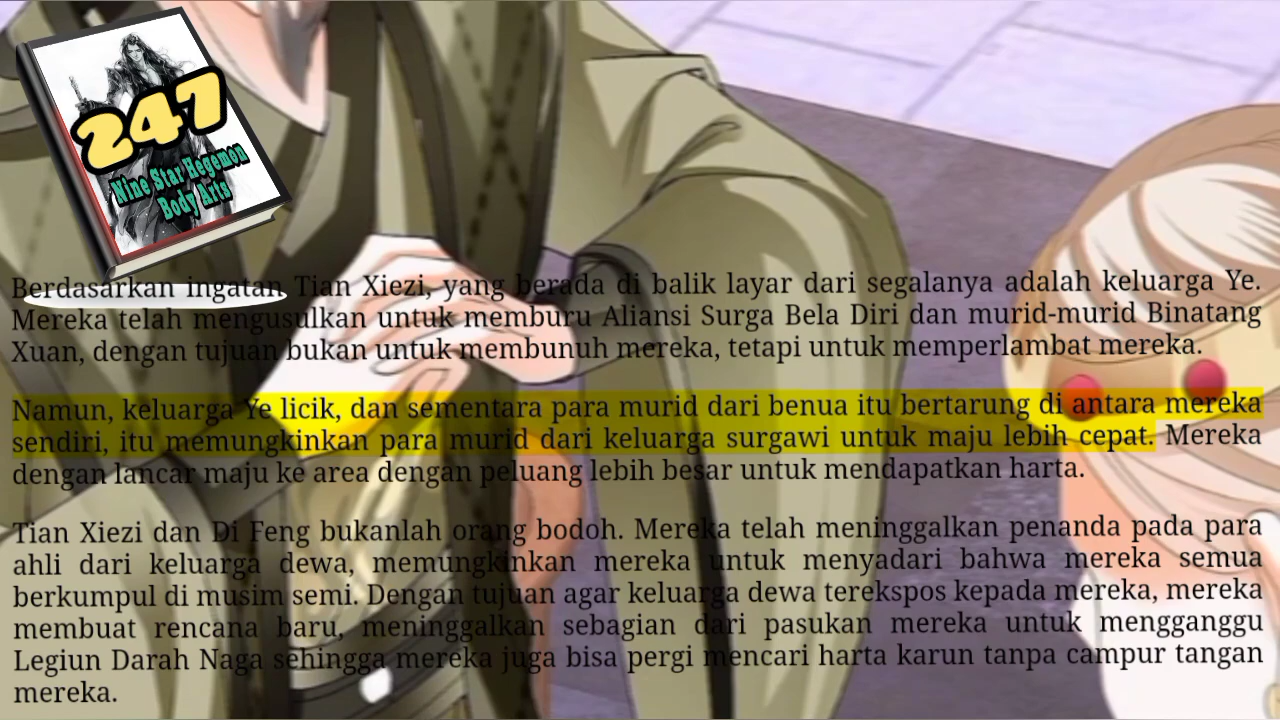 247
Nine Star Hegemon
Body Arts
Berdasarkan ingatan Tian Xiezi, yang berada di balik layar dari segalanya adalah keluarga Ye.
Mereka telah mengusulkan untuk memburu Aliansi Surga Bela Diri dan murid-murid Binatang
Xuan, dengan tujuan bukan untuk membunuh mereka, tetapi untuk memperlambat mereka.
Namun, keluarga Ye licik, dan sementara para murid dari benua itu bertarung di antara mereka
sendiri, itu memungkinkan para murid dari keluarga surgawi untuk maju lebih cepat. Mereka
dengan lancar maju ke area dengan peluang lebih besar untuk mendapatkan harta.
Tian Xiezi dan Di Feng bukanlah orang bodoh. Mereka telah meninggalkan penanda pada para
ahli dari keluarga dewa, memungkinkan mereka untuk menyadari bahwa mereka semua
berkumpul di musim semi. Dengan tujuan agar keluarga dewa terekspos kepada mereka, mereka
membuat rencana baru, meninggalkan sebagian dari pasukan mereka untuk mengganggu
Legiun Darah Naga sehingga mereka juga bisa pergi mencari harta karun tanpa campur tangan
mereka.